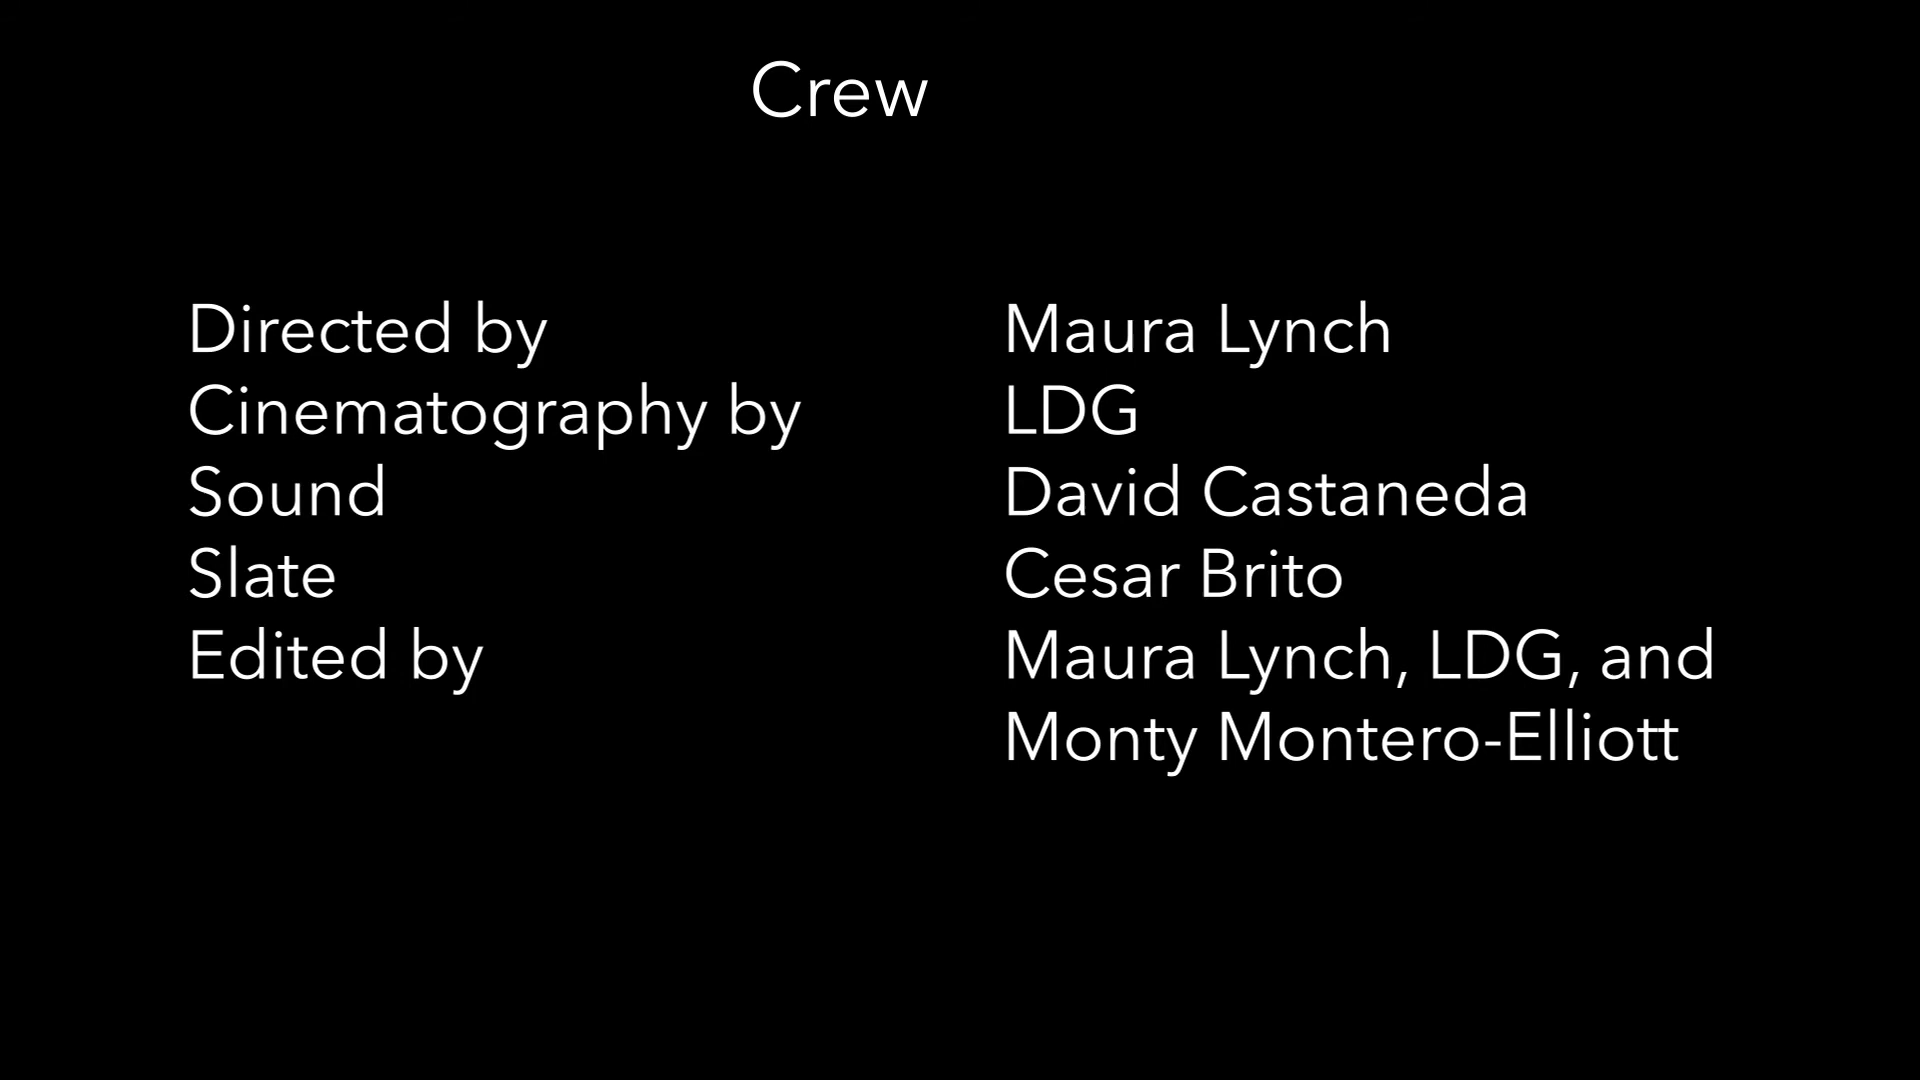 Crew
Directed by Maura Lynch
Cinematography by LDG
Sound David Castaneda
Slate Cesar Brito
Edited by Maura Lynch, LDG, and
Monty Montero-Elliott